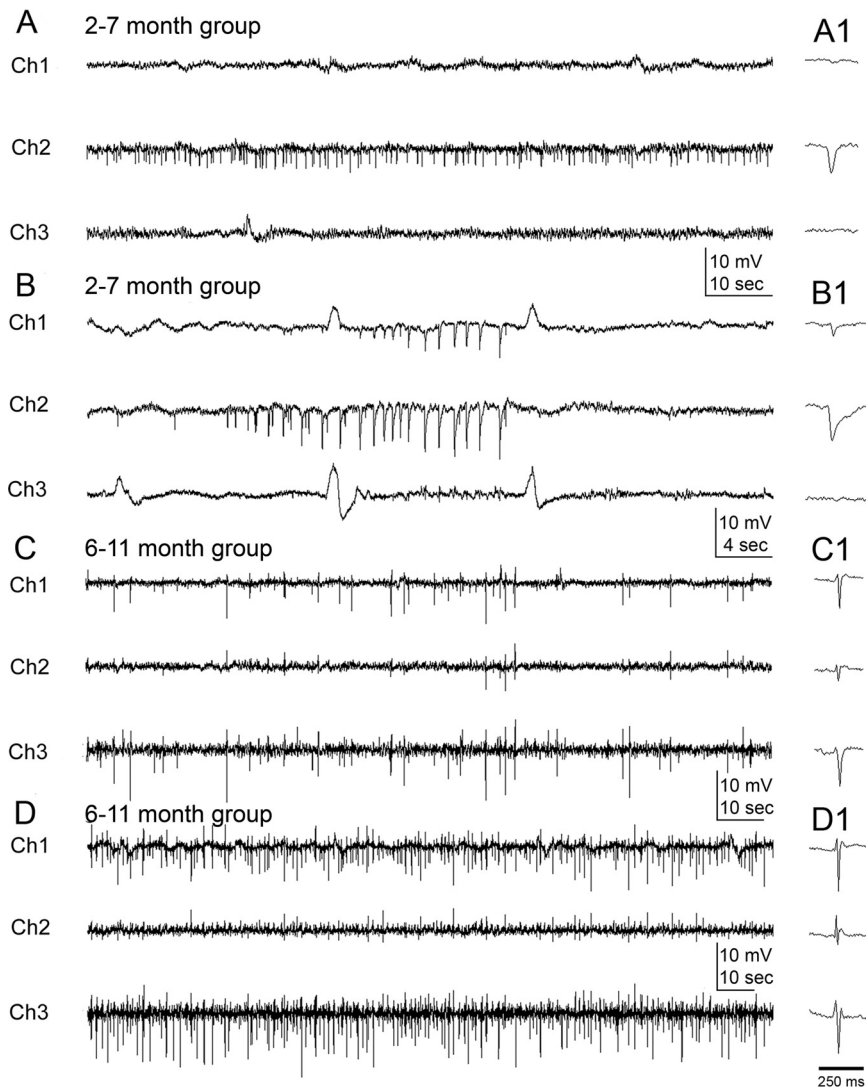 A 2-7 month group A1
Ch1
Ch2
Ch3
10 mV
10 sec
B 2-7 month group B1
Ch1
Ch2
Ch3
10 mV
4 sec
C 6-11 month group C1
Ch1
Ch2
Ch3
10 mV
10 sec
D 6-11 month group D1
Ch1
Ch2
10 mV
10 sec
Ch3
250 ms